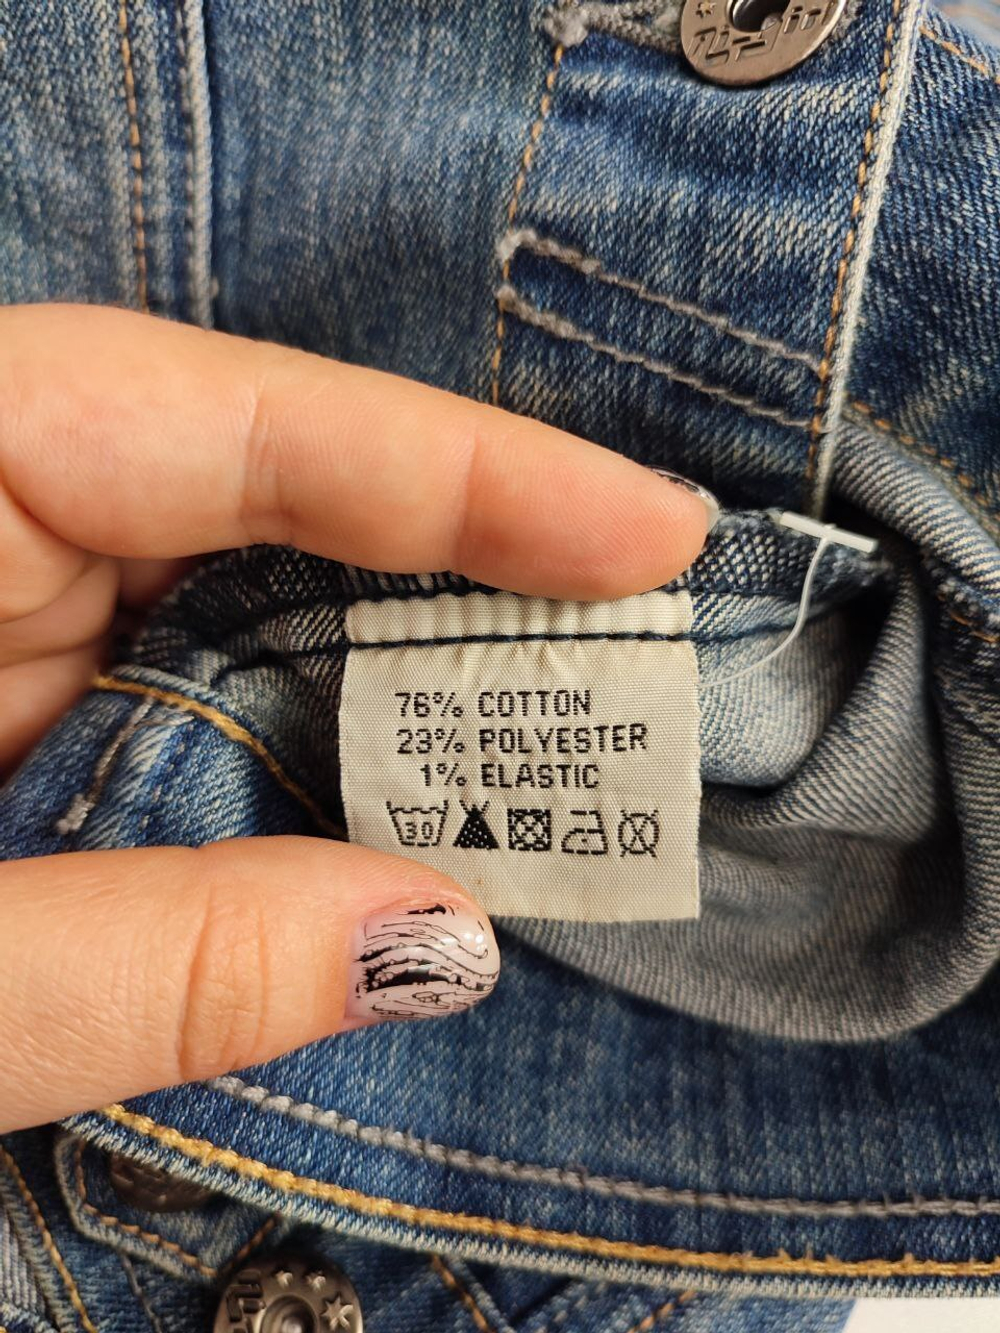 76% COTTON
23% POLYESTER
1% ELASTIC
30